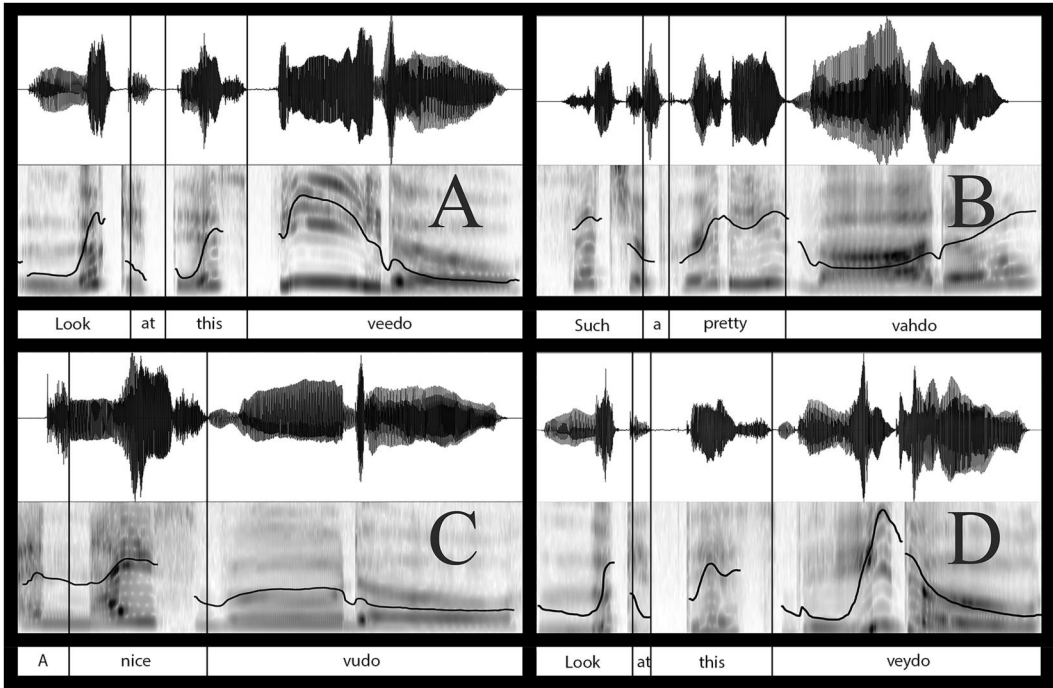 A
Look at this veedo
B
Such a pretty vahdo
C
A nice vudo
D
Look at this veydo